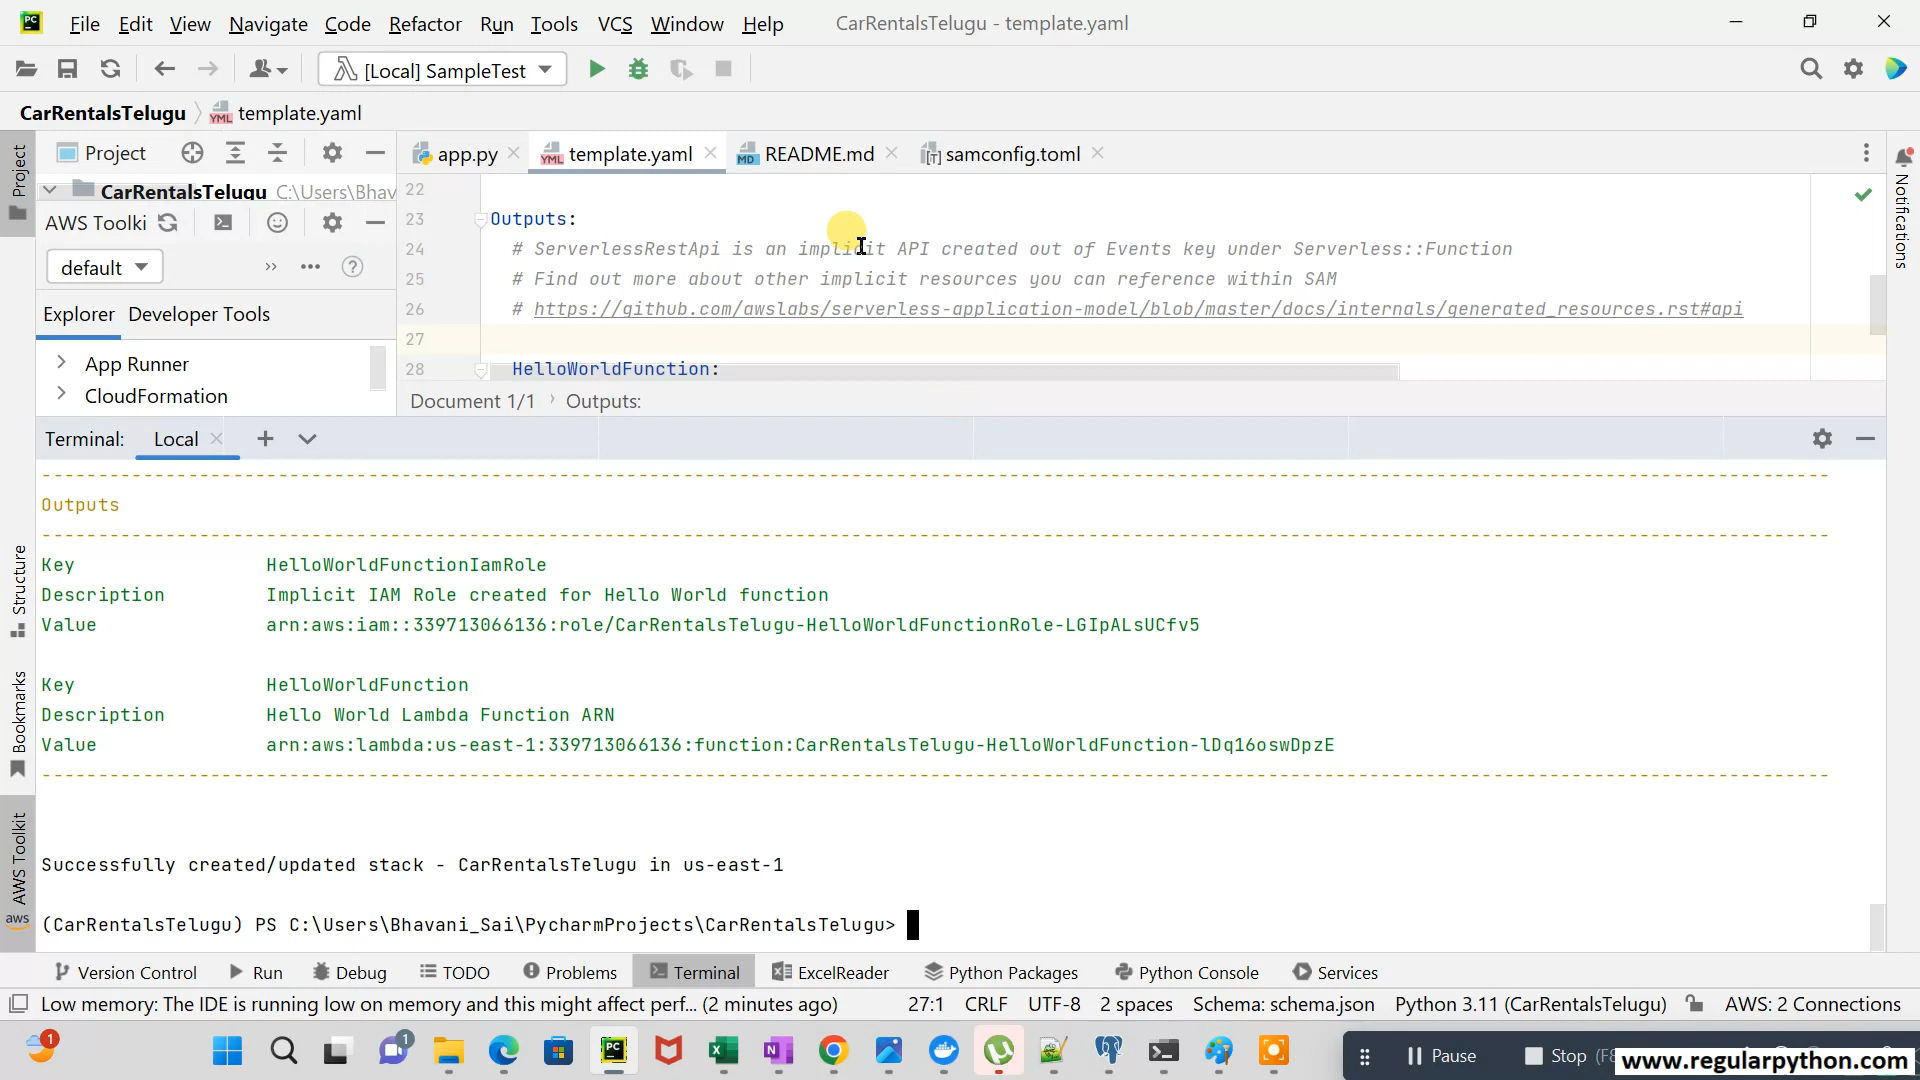 File Edit View Navigate Code Refactor Run Tools VCS Window Help CarRentalsTelugu - template.yaml
[Local] SampleTest
CarRentalsTelugu template.yaml
Project
Project
app.py template.yaml README.md samconfig.toml
Notifications
CarRentalsTelugu C:\Users\Bhav
AWS Toolki
default
Explorer Developer Tools
App Runner
CloudFormation
22
23 Outputs:
24 # ServerlessRestApi is an implicit API created out of Events key under Serverless::Function
25 # Find out more about other implicit resources you can reference within SAM
26 # https://github.com/awslabs/serverless-application-model/blob/master/docs/internals/generated_resources.rst#api
27
28 HelloWorldFunction:
Document 1/1 Outputs:
Terminal: Local
Structure
Bookmarks
AWS Toolkit
aws
Outputs
Key HelloWorldFunctionIamRole
Description Implicit IAM Role created for Hello World function
Value arn:aws:iam::339713066136:role/CarRentalsTelugu-HelloWorldFunctionRole-LGIpALsUCfv5
Key HelloWorldFunction
Description Hello World Lambda Function ARN
Value arn:aws:lambda:us-east-1:339713066136:function:CarRentalsTelugu-HelloWorldFunction-lDq16oswDpzE
Successfully created/updated stack - CarRentalsTelugu in us-east-1
(CarRentalsTelugu) PS C:\Users\Bhavani_Sai\PycharmProjects\CarRentalsTelugu>
Version Control Run Debug TODO Problems Terminal ExcelReader Python Packages Python Console Services
Low memory: The IDE is running low on memory and this might affect perf... (2 minutes ago) 27:1 CRLF UTF-8 2 spaces Schema: schema.json Python 3.11 (CarRentalsTelugu) AWS: 2 Connections
Pause Stop
www.regularpython.com